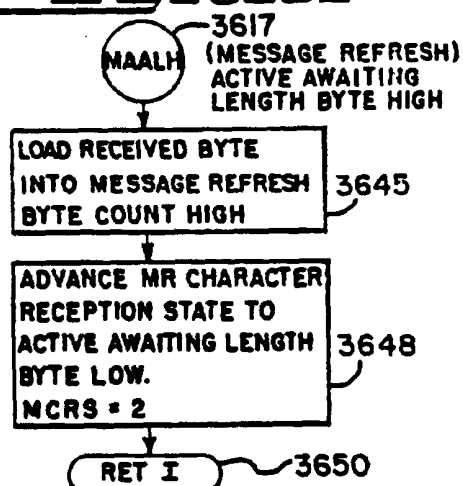 3617
MAALH
(MESSAGE REFRESH)
ACTIVE AWAITING
LENGTH BYTE HIGH
LOAD RECEIVED BYTE
INTO MESSAGE REFRESH
BYTE COUNT HIGH
3645
ADVANCE MR CHARACTER
RECEPTION STATE TO
ACTIVE AWAITING LENGTH
BYTE LOW.
MCRS = 2
3648
RET I
3650